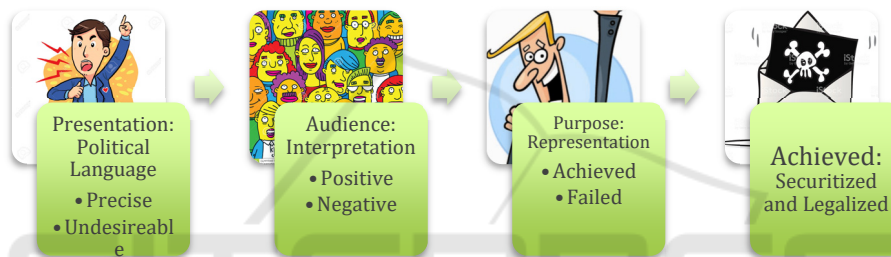 Presentation:
Political
Language
• Precise
• Undesireabl
e
Audience:
Interpretation
• Positive
• Negative
Purpose:
Representation
• Achieved
• Failed
Achieved:
Securitized
and Legalized